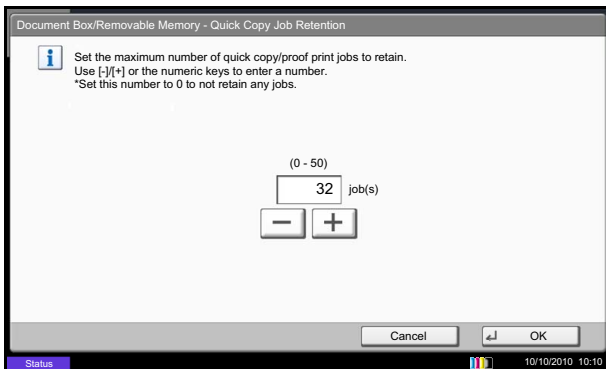 Document Box/Removable Memory - Quick Copy Job Retention
Set the maximum number of quick copy/proof print jobs to retain.
Use [-]/[+] or the numeric keys to enter a number.
*Set this number to 0 to not retain any jobs.
(0 - 50)
32 job(s)
− +
Cancel OK
Status 10/10/2010 10:10